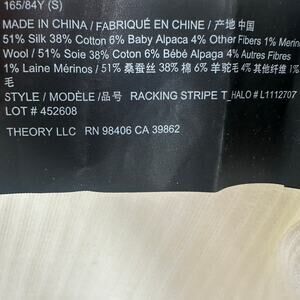 165/84Y (S)
MADE IN CHINA / FABRIQUÉ EN CHINE / 产地 中国
51% Silk 38% Cotton 6% Baby Alpaca 4% Other Fibers 1% Merino
Wool / 51% Soie 38% Coton 6% Bébé Alpaga 4% Autres Fibres
1% Laine Mérinos / 51% 桑蚕丝 38% 棉 6% 羊驼毛 4% 其他纤维 1%
毛
STYLE / MODÈLE /品号 RACKING STRIPE T_HALO # L1112707
LOT # 452608
THEORY LLC RN 98406 CA 39862